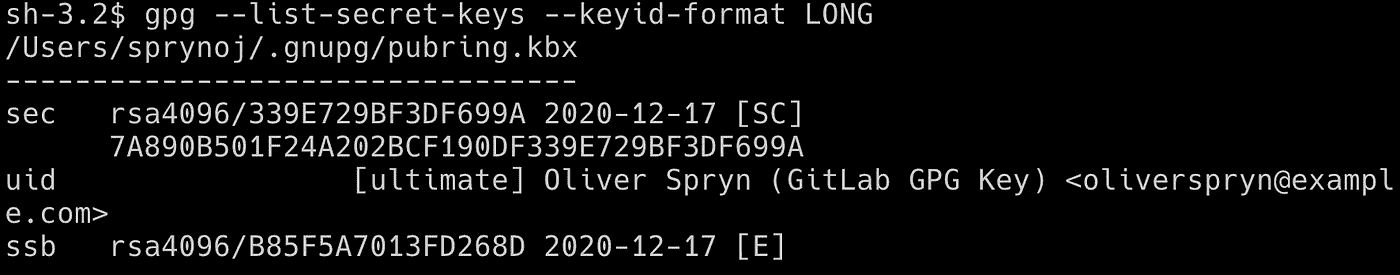 sh-3.2$ gpg --list-secret-keys --keyid-format LONG
/Users/sprynoj/.gnupg/pubring.kbx
---------------------------------
sec   rsa4096/339E729BF3DF699A 2020-12-17 [SC]
      7A890B501F24A202BCF190DF339E729BF3DF699A
uid                 [ultimate] Oliver Spryn (GitLab GPG Key) <oliverspryn@exampl
e.com>
ssb   rsa4096/B85F5A7013FD268D 2020-12-17 [E]